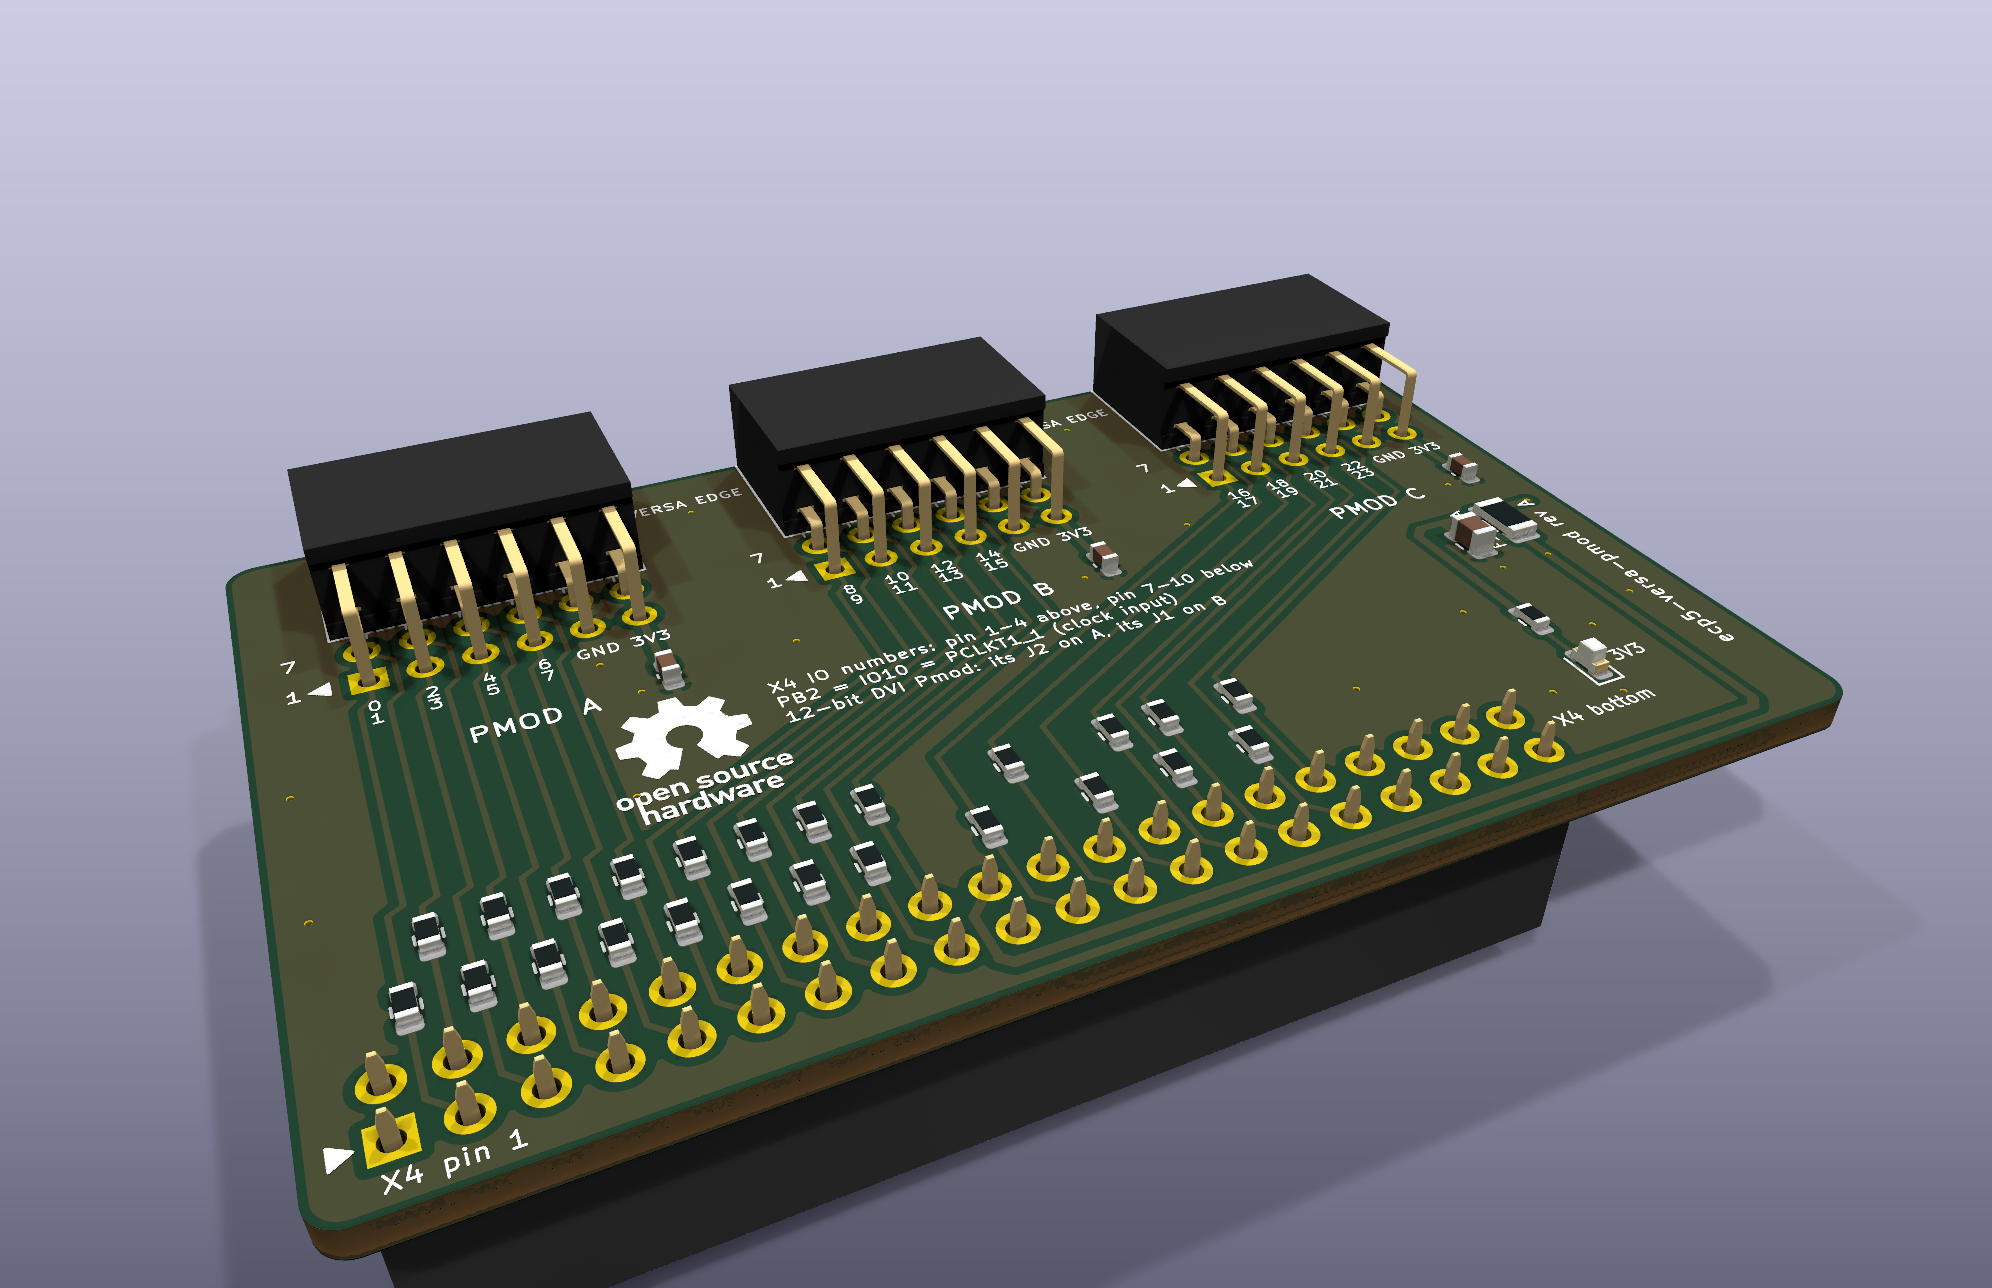 VERSA EDGE
SA EDGE
7
1
0
1
2
3
4
5
6
7
GND 3V3
PMOD A
7
1
8
9
10
11
12
13
14
15
GND 3V3
PMOD B
7
1
16
17
18
19
20
21
22
23
GND 3V3
PMOD C
ecp5-versa-pmod rev A
X4 IO numbers: pin 1-4 above, pin 7-10 below
PB2 = IO10 = PCLKT1_1 (clock input)
12-bit DVI Pmod: its J2 on A, its J1 on B
open source
hardware
3V3
X4 bottom
X4 pin 1